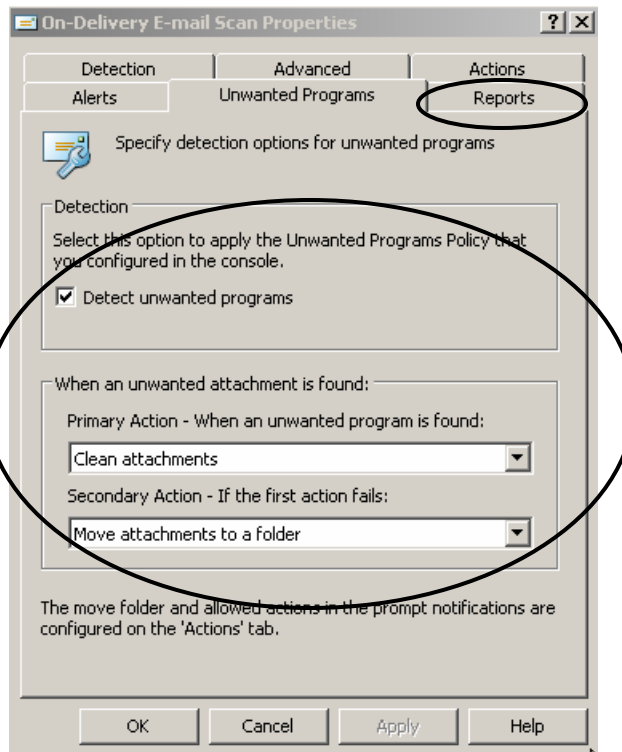 On-Delivery E-mail Scan Properties
Detection Advanced Actions
Alerts Unwanted Programs Reports
Specify detection options for unwanted programs
Detection
Select this option to apply the Unwanted Programs Policy that
you configured in the console.
Detect unwanted programs
When an unwanted attachment is found:
Primary Action - When an unwanted program is found:
Clean attachments
Secondary Action - If the first action fails:
Move attachments to a folder
The move folder and allowed actions in the prompt notifications are
configured on the 'Actions' tab.
OK Cancel Apply Help